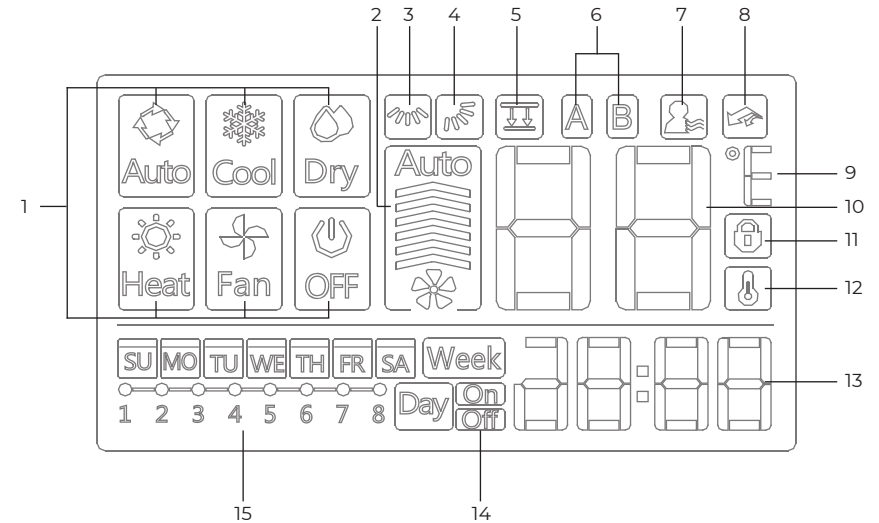 2 3 4 5 6 7 8
A B
Auto Cool Dry
Auto
9
1
10
11
Heat Fan OFF
12
SU MO TU WE TH FR SA Week
Day On
Off
88:88
13
1 2 3 4 5 6 7 8
15 14